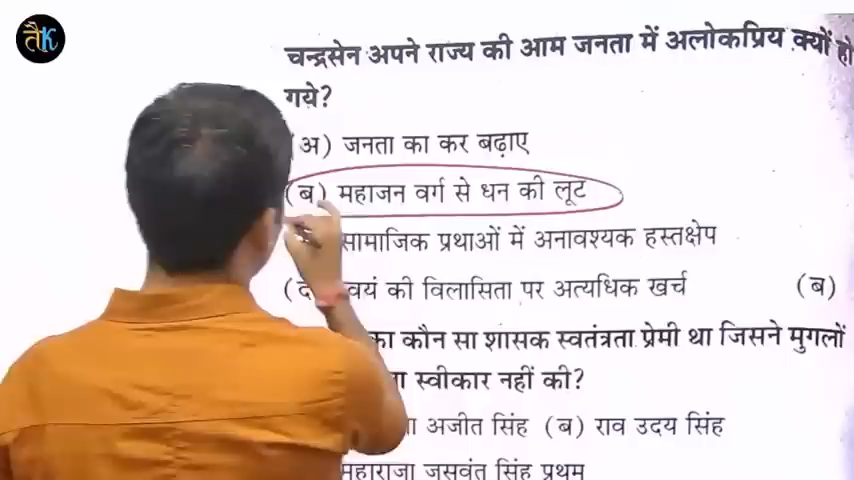 तैK
चन्द्रसेन अपने राज्य की आम जनता में अलोकप्रिय क्यों हो
गये?
अ) जनता का कर बढ़ाए
(ब) महाजन वर्ग से धन की लूट
सामाजिक प्रथाओं में अनावश्यक हस्तक्षेप
(द स्वयं की विलासिता पर अत्यधिक खर्च (ब)
का कौन सा शासक स्वतंत्रता प्रेमी था जिसने मुगलों
स्वीकार नहीं की?
अजीत सिंह (ब) राव उदय सिंह
महाराजा जसवंत सिंह प्रथम